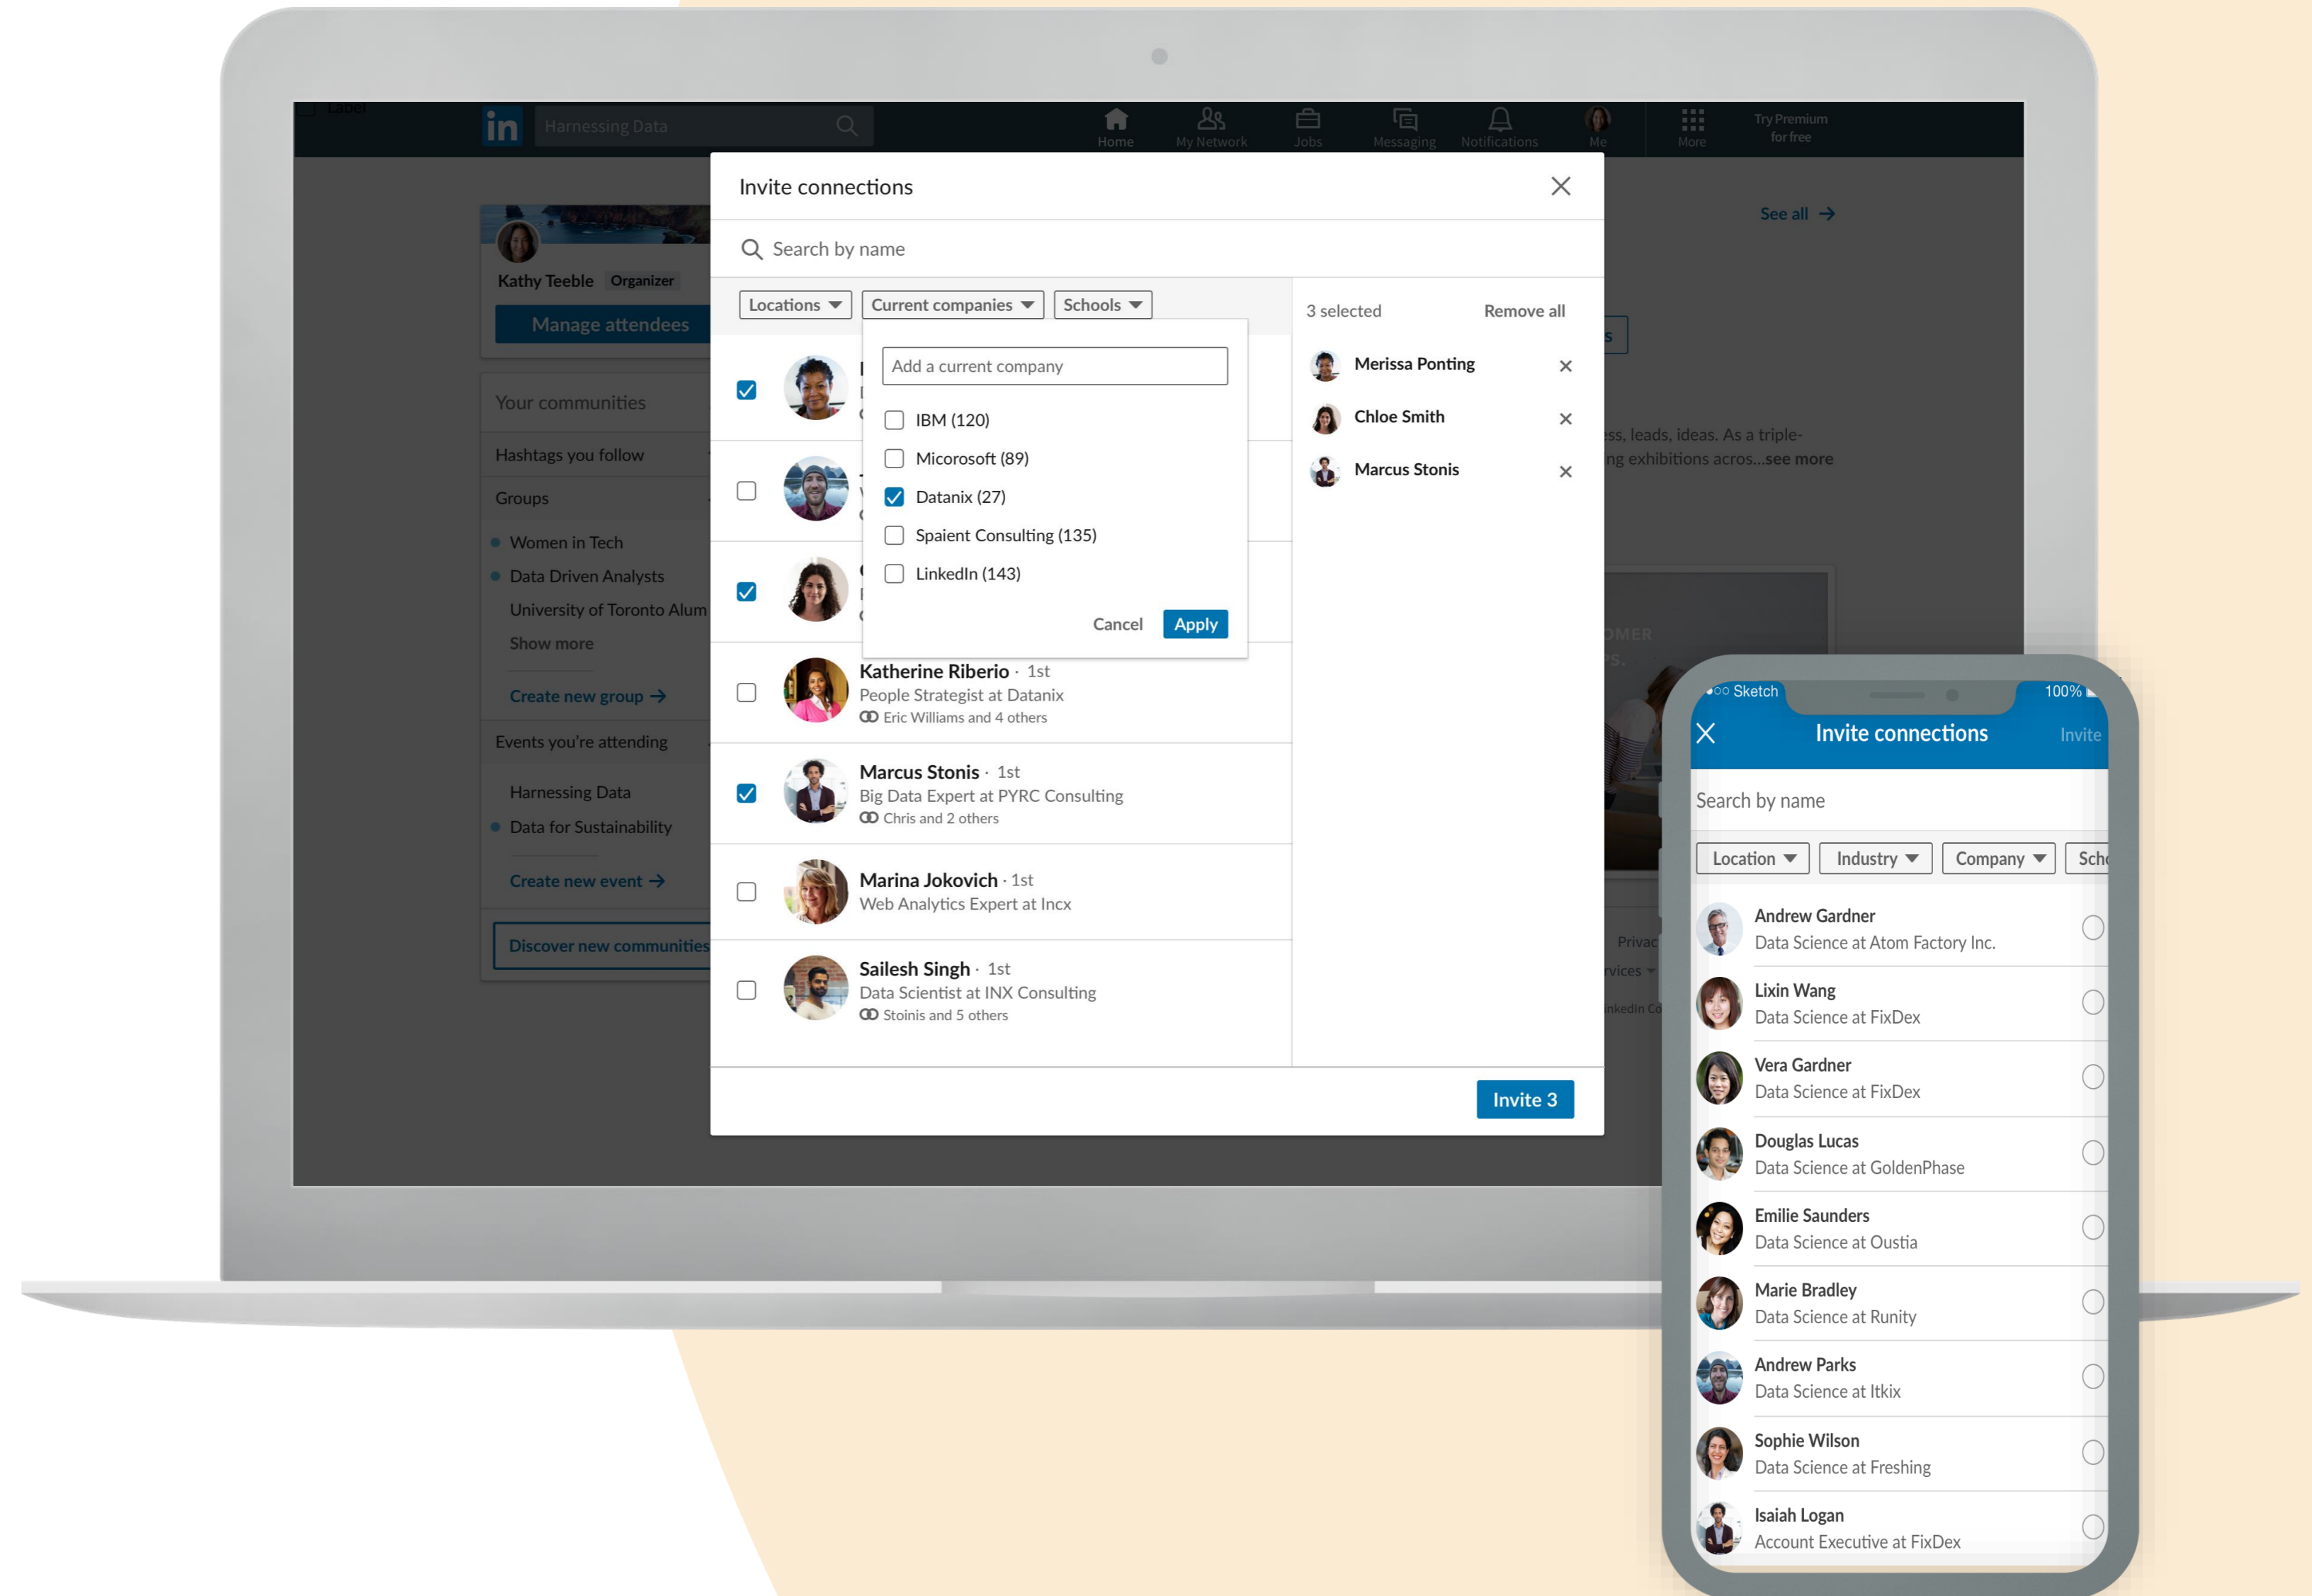 Label
in
Harnessing Data
Home
My Network
Jobs
Messaging
Notifications
Me
More
Try Premium
for free
See all →
Kathy Teeble Organizer
Manage attendees
Your communities
Hashtags you follow
Groups
Women in Tech
Data Driven Analysts
University of Toronto Alum
Show more
Create new group →
Events you're attending
Harnessing Data
Data for Sustainability
Create new event →
Discover new communities
Invite connections
Search by name
Locations
Current companies
Schools
Add a current company
IBM (120)
Micorosoft (89)
Datanix (27)
Spaient Consulting (135)
LinkedIn (143)
Cancel
Apply
Katherine Riberio · 1st
People Strategist at Datanix
Eric Williams and 4 others
Marcus Stonis · 1st
Big Data Expert at PYRC Consulting
Chris and 2 others
Marina Jokovich · 1st
Web Analytics Expert at Incx
Sailesh Singh · 1st
Data Scientist at INX Consulting
Stoinis and 5 others
3 selected
Remove all
Merissa Ponting
Chloe Smith
Marcus Stonis
Invite 3
ss, leads, ideas. As a triple-
ng exhibitions acros...see more
OMER
Privac
rvices
inkedIn Co
Sketch
100%
Invite connections
Invite
Search by name
Location
Industry
Company
Scho
Andrew Gardner
Data Science at Atom Factory Inc.
Lixin Wang
Data Science at FixDex
Vera Gardner
Data Science at FixDex
Douglas Lucas
Data Science at GoldenPhase
Emilie Saunders
Data Science at Oustia
Marie Bradley
Data Science at Runity
Andrew Parks
Data Science at Itkix
Sophie Wilson
Data Science at Freshing
Isaiah Logan
Account Executive at FixDex